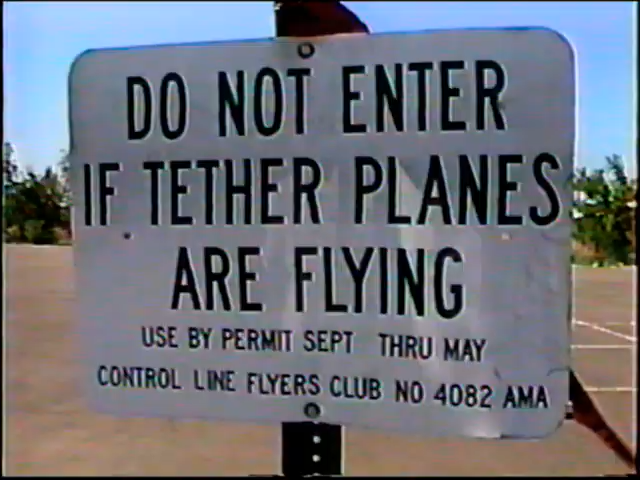 DO NOT ENTER
IF TETHER PLANES
ARE FLYING
USE BY PERMIT SEPT THRU MAY
CONTROL LINE FLYERS CLUB NO 4082 AMA